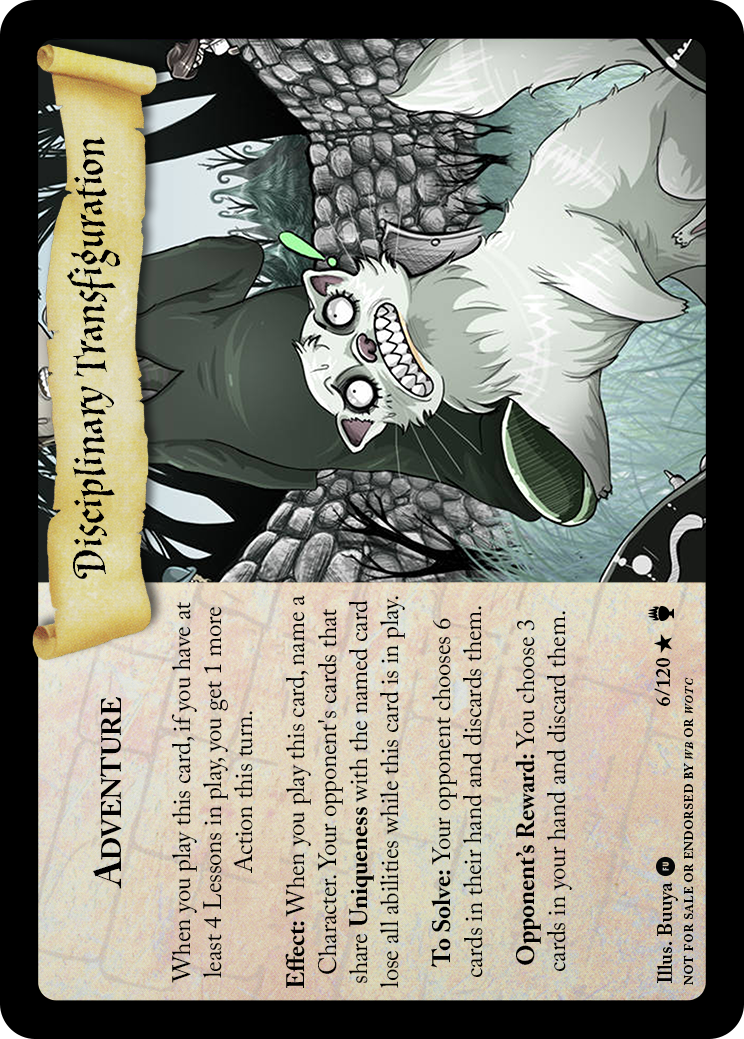 Disciplinary Transfiguration
ADVENTURE
When you play this card, if you have at
least 4 Lessons in play, you get 1 more
Action this turn.
Effect: When you play this card, name a
Character. Your opponent's cards that
share Uniqueness with the named card
lose all abilities while this card is in play.
To Solve: Your opponent chooses 6
cards in their hand and discards them.
Opponent's Reward: You choose 3
cards in your hand and discard them.
Illus. Buuya FU 6/120 ★
NOT FOR SALE OR ENDORSED BY WB OR WOTC